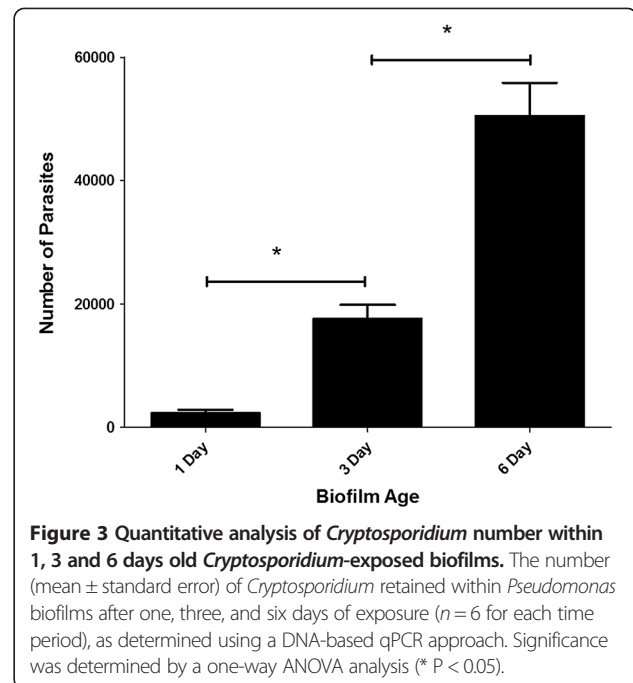 *
60000
*
40000
20000
0
Number of Parasites
1 Day
3 Day
6 Day
Biofilm Age
Figure 3 Quantitative analysis of Cryptosporidium number within
1, 3 and 6 days old Cryptosporidium-exposed biofilms. The number
(mean ± standard error) of Cryptosporidium retained within Pseudomonas
biofilms after one, three, and six days of exposure (n = 6 for each time
period), as determined using a DNA-based qPCR approach. Significance
was determined by a one-way ANOVA analysis (* P < 0.05).